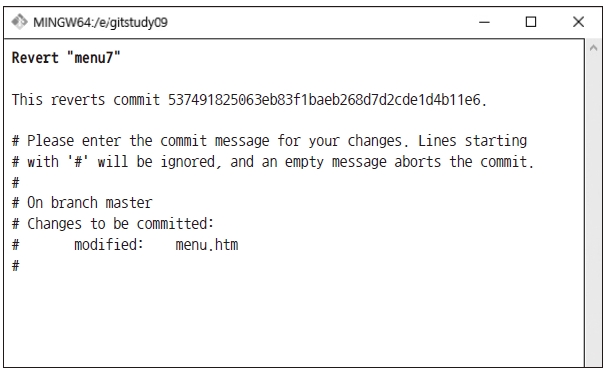 MINGW64:/e/gitstudy09
Revert "menu7"
This reverts commit 537491825063eb83f1baeb268d7d2cde1d4b11e6.
# Please enter the commit message for your changes. Lines starting
# with '#' will be ignored, and an empty message aborts the commit.
#
# On branch master
# Changes to be committed:
#       modified:    menu.htm
#